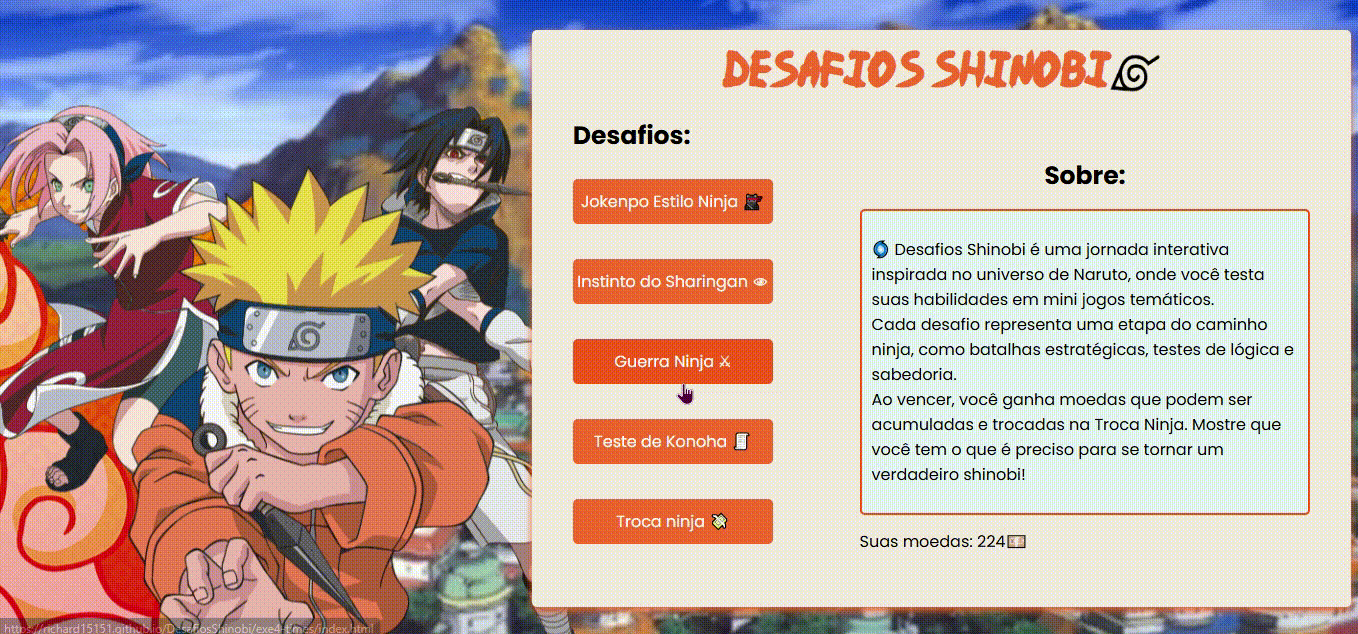 DESAFIOS SHINOBI
Desafios:
Jokenpo Estilo Ninja
Instinto do Sharingan
Guerra Ninja
Teste de Konoha
Troca ninja
Sobre:
Desafios Shinobi é uma jornada interativa
inspirada no universo de Naruto, onde você testa
suas habilidades em mini jogos temáticos.
Cada desafio representa uma etapa do caminho
ninja, como batalhas estratégicas, testes de lógica e
sabedoria.
Ao vencer, você ganha moedas que podem ser
acumuladas e trocadas na Troca Ninja. Mostre que
você tem o que é preciso para se tornar um
verdadeiro shinobi!
Suas moedas: 224
https://richard15151.github.io/DesafiosShinobi/exe4-times/index.html